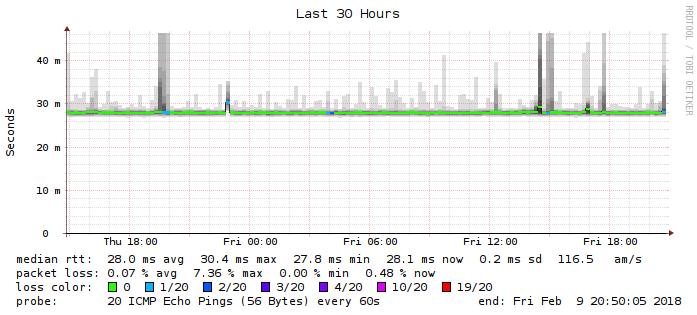 Last 30 Hours
RRDTOOL / TOBI OETIKER
Seconds
40 m
30 m
20 m
10 m
0
Thu 18:00 Fri 00:00 Fri 06:00 Fri 12:00 Fri 18:00
median rtt: 28.0 ms avg 30.4 ms max 27.8 ms min 28.1 ms now 0.2 ms sd 116.5 am/s
packet loss: 0.07 % avg 7.36 % max 0.00 % min 0.48 % now
loss color: 0 1/20 2/20 3/20 4/20 10/20 19/20
probe: 20 ICMP Echo Pings (56 Bytes) every 60s end: Fri Feb 9 20:50:05 2018